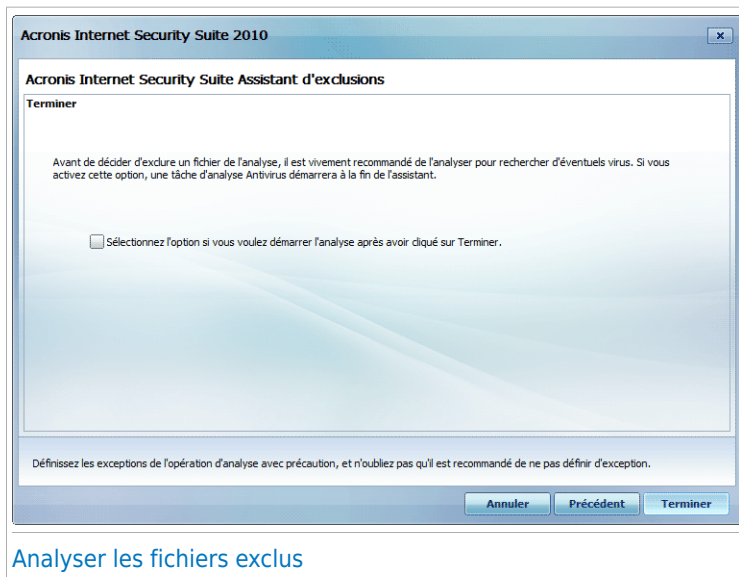 Acronis Internet Security Suite 2010
Acronis Internet Security Suite Assistant d'exclusions
Terminer
Avant de décider d'exclure un fichier de l'analyse, il est vivement recommandé de l'analyser pour rechercher d'éventuels virus. Si vous
activez cette option, une tâche d'analyse Antivirus démarrera à la fin de l'assistant.
Sélectionnez l'option si vous voulez démarrer l'analyse après avoir cliqué sur Terminer.
Définissez les exceptions de l'opération d'analyse avec précaution, et n'oubliez pas qu'il est recommandé de ne pas définir d'exception.
Annuler Précédent Terminer
Analyser les fichiers exclus